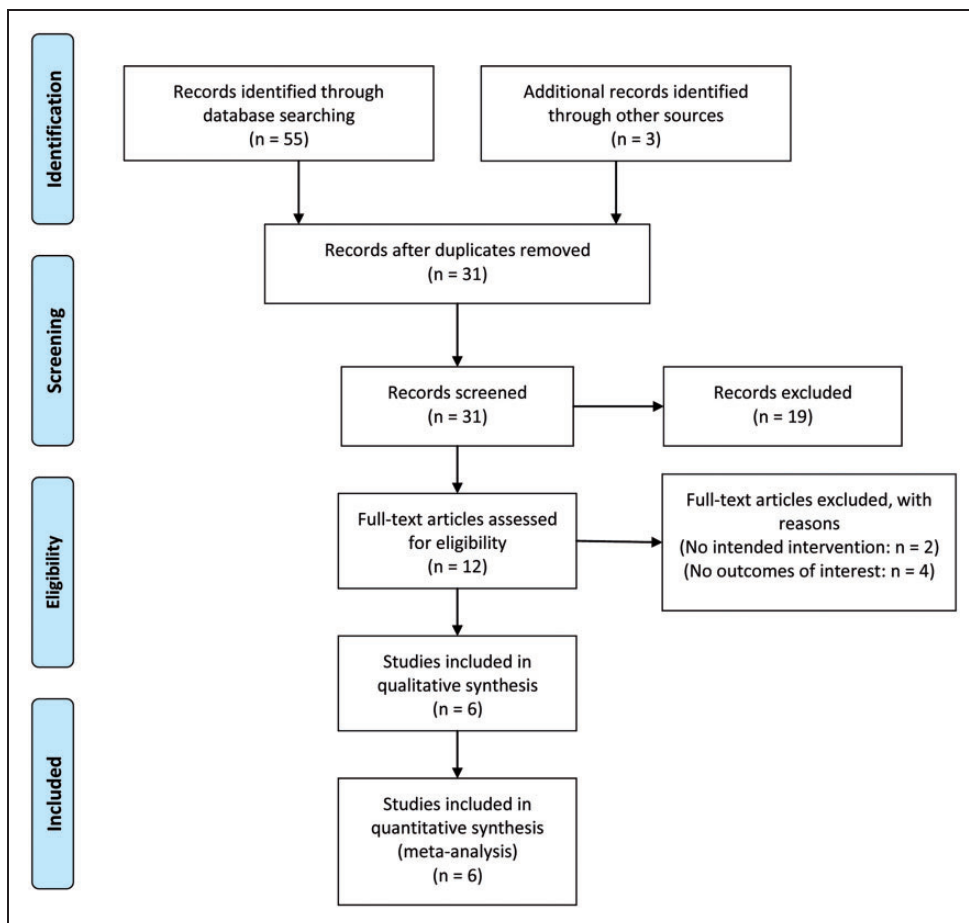 Identification
Records identified through
database searching
(n = 55)
Additional records identified
through other sources
(n = 3)
Records after duplicates removed
(n = 31)
Screening
Records screened
(n = 31)
Records excluded
(n = 19)
Eligibility
Full-text articles assessed
for eligibility
(n = 12)
Full-text articles excluded, with
reasons
(No intended intervention: n = 2)
(No outcomes of interest: n = 4)
Studies included in
qualitative synthesis
(n = 6)
Included
Studies included in
quantitative synthesis
(meta-analysis)
(n = 6)